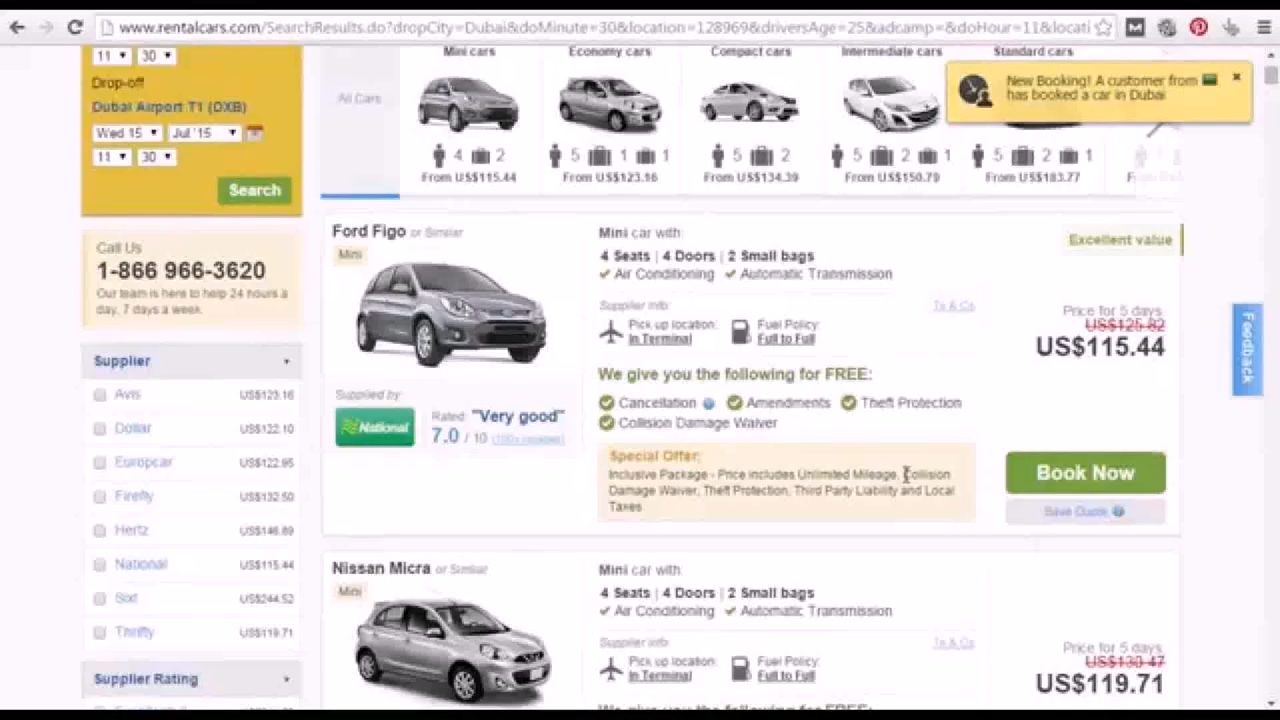 www.rentalcars.com/SearchResults.do?dropCity=Dubai&doMinute=30&location=128969&driversAge=25&adcamp=&doHour=11&locati
11 30
Drop-off
Dubai Airport T1 (DXB)
Wed 15 Jul '15
11 30
Search
Call Us
1-866 966-3620
Our team is here to help 24 hours a
day, 7 days a week
Supplier
Avis US$123.16
Dollar US$122.10
Europcar US$122.95
Firefly US$132.50
Hertz US$146.89
National US$115.44
Sixt US$244.52
Thrifty US$119.71
Supplier Rating
All Cars
Mini cars Economy cars Compact cars Intermediate cars Standard cars
4 2 5 1 1 5 2 5 2 1 5 2 1
From US$115.44 From US$123.16 From US$134.39 From US$150.79 From US$183.77
New Booking! A customer from
has booked a car in Dubai
Ford Figo or Similar
Mini
Mini car with:
4 Seats | 4 Doors | 2 Small bags
Air Conditioning Automatic Transmission
Excellent value
Supplier info:
Ts & Cs
Pick up location:
In Terminal
Fuel Policy:
Full to Full
Price for 5 days:
US$125.82
US$115.44
We give you the following for FREE:
Cancellation Amendments Theft Protection
Collision Damage Waiver
Supplied by:
National
Rated: "Very good"
7.0 / 10
Special Offer:
Inclusive Package - Price includes Unlimited Mileage, Collision
Damage Waiver, Theft Protection, Third Party Liability and Local
Taxes
Book Now
Save Quote
Nissan Micra or Similar
Mini
Mini car with:
4 Seats | 4 Doors | 2 Small bags
Air Conditioning Automatic Transmission
Supplier info:
Ts & Cs
Pick up location:
In Terminal
Fuel Policy:
Full to Full
Price for 5 days:
US$130.47
US$119.71
We give you the following for FREE:
Feedback